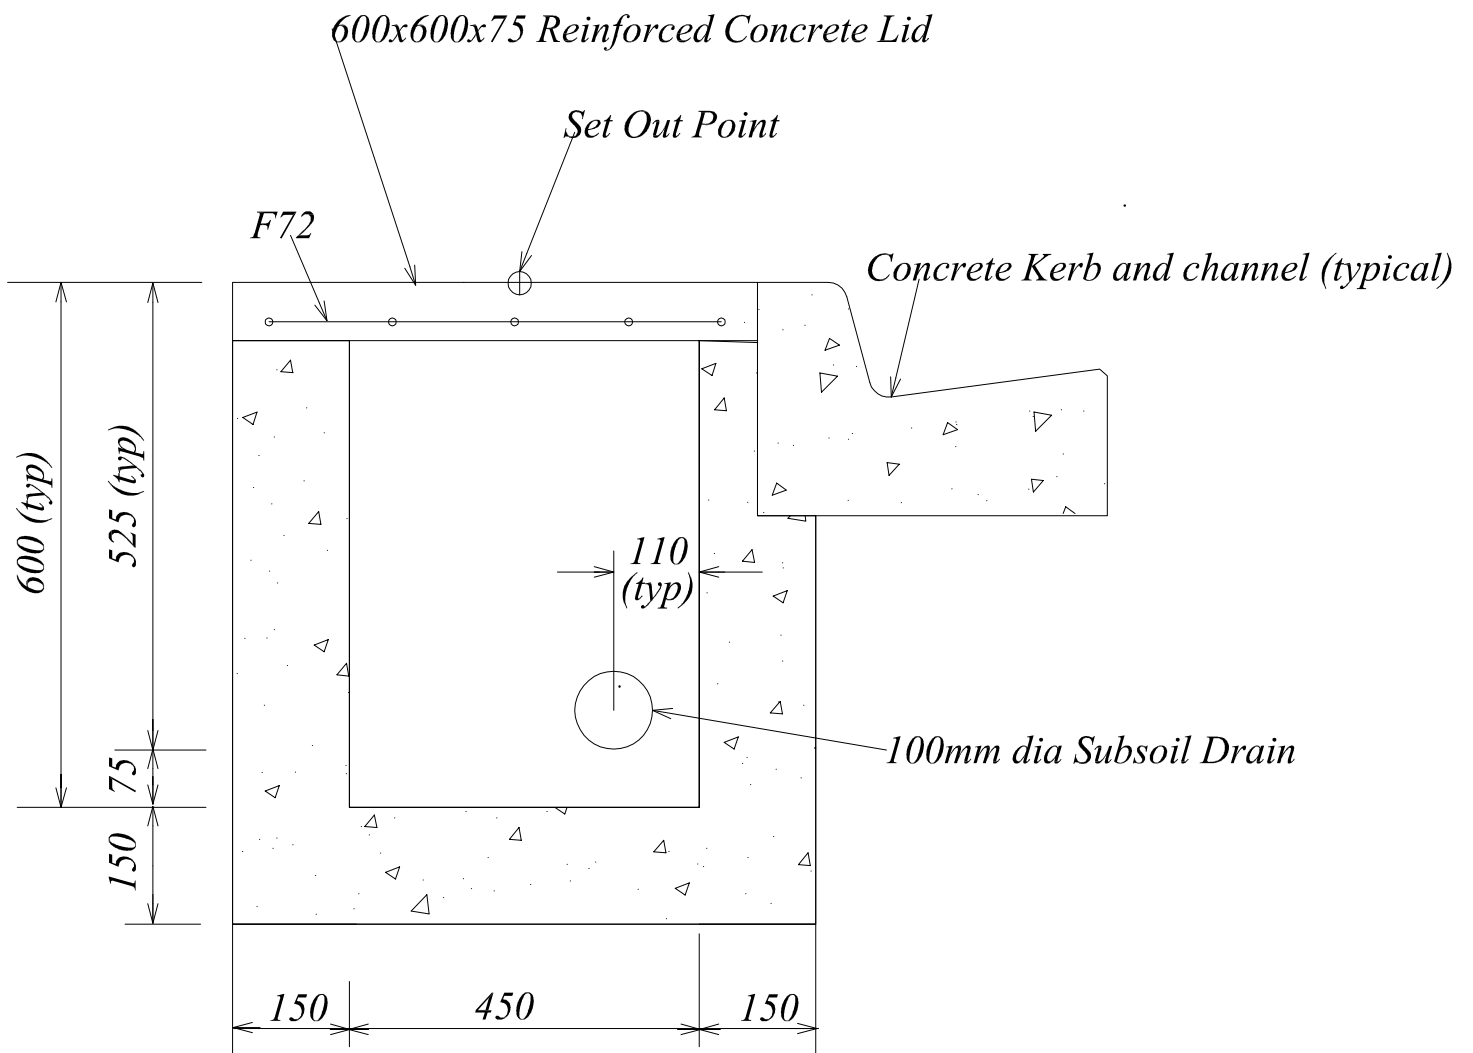 600x600x75 Reinforced Concrete Lid
Set Out Point
F72
Concrete Kerb and channel (typical)
600 (typ)
525 (typ)
110
(typ)
100mm dia Subsoil Drain
75
150
150
450
150